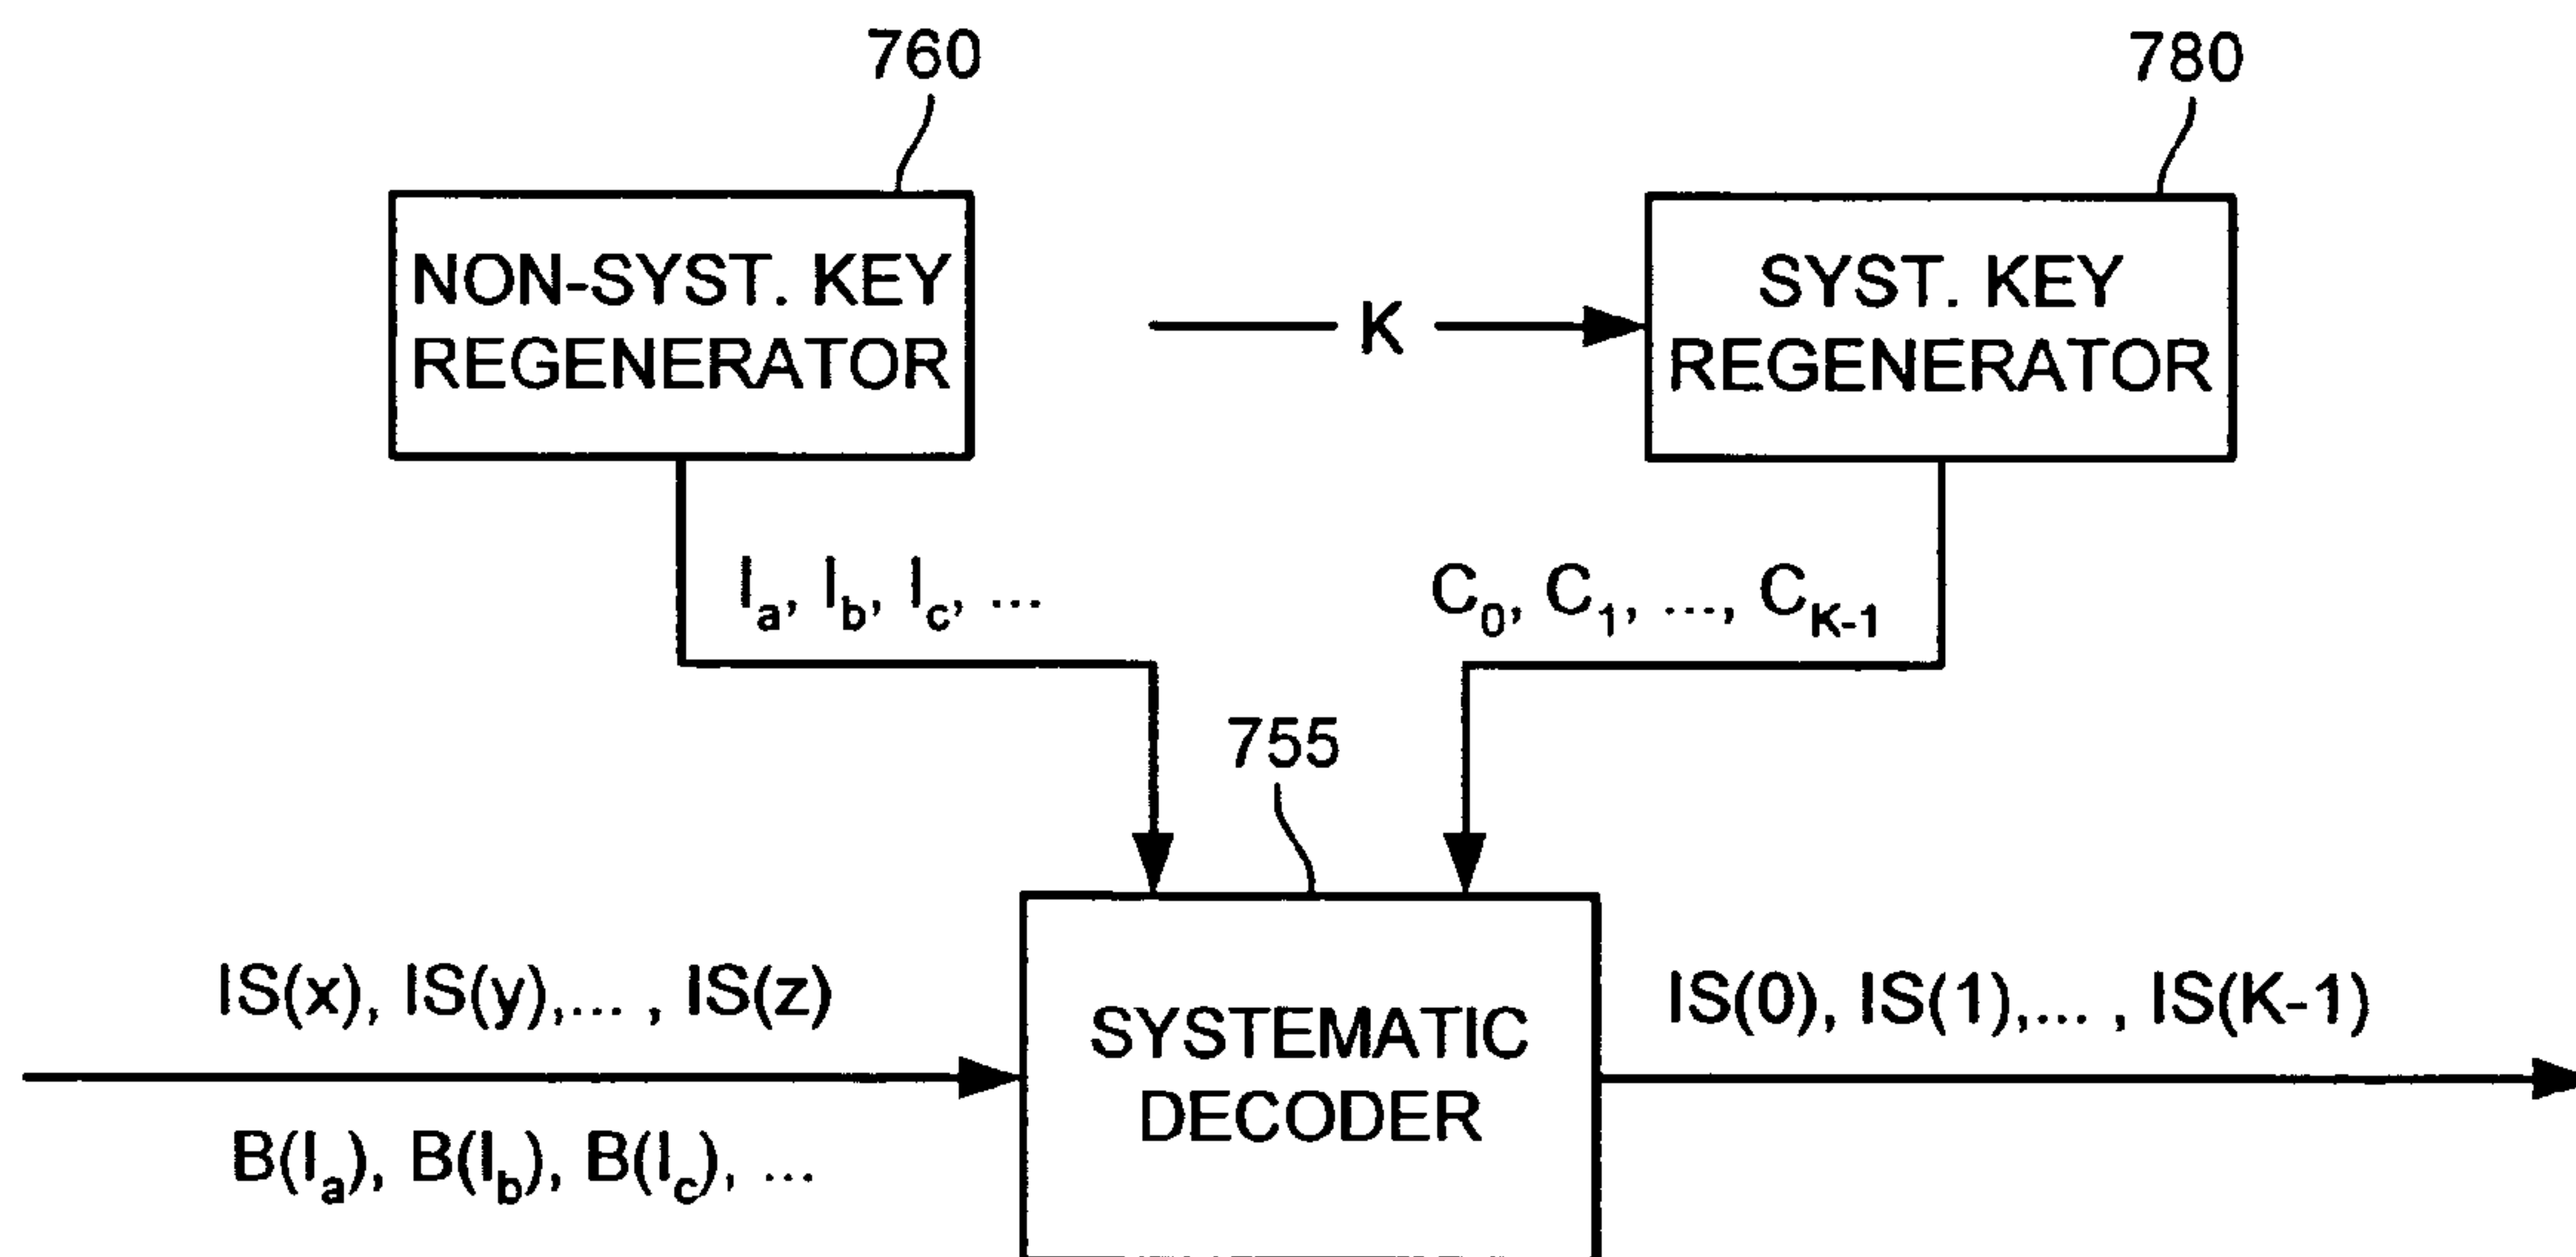 760
780
NON-SYST. KEY
REGENERATOR
K
SYST. KEY
REGENERATOR
I_a, I_b, I_c, ...
C_0, C_1, ..., C_{K-1}
755
IS(x), IS(y),... , IS(z)
IS(0), IS(1),... , IS(K-1)
SYSTEMATIC
DECODER
B(I_a), B(I_b), B(I_c), ...